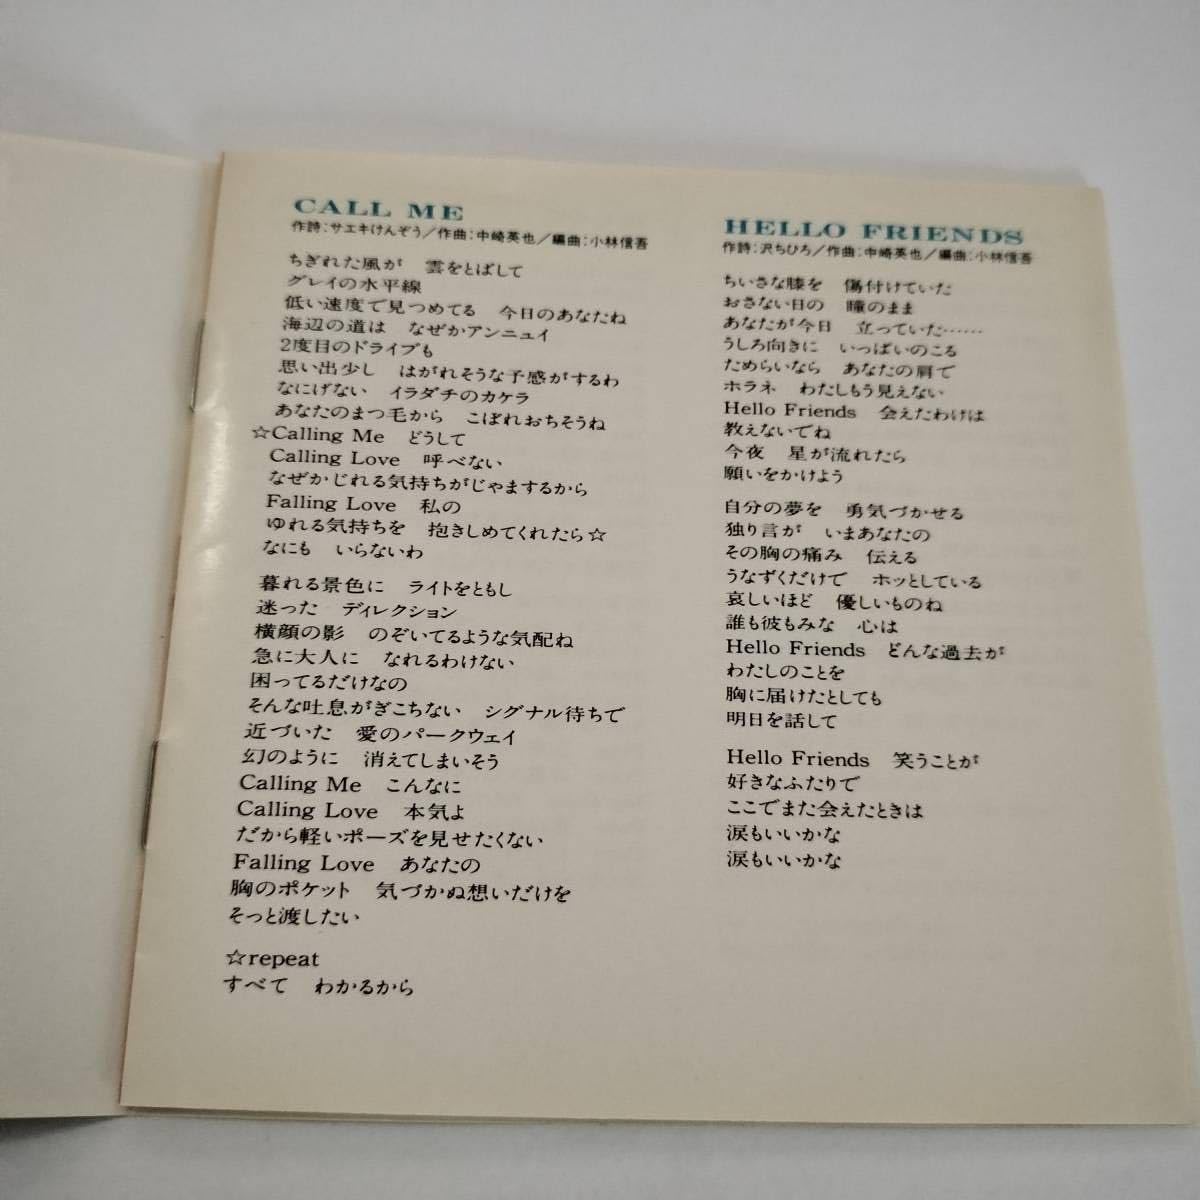 CALL ME
作詩：サエキけんぞう／作曲：中崎英也／編曲：小林信吾
ちぎれた風が　雲をとばして
グレイの水平線
低い速度で見つめてる　今日のあなたね
海辺の道は　なぜかアンニュイ
2度目のドライブも
思い出少し　はがれそうな予感がするわ
なにげない　イラダチのカケラ
あなたのまつ毛から　こぼれおちそうね
☆Calling Me　どうして
Calling Love　呼べない
なぜかじれる気持ちがじゃまするから
Falling Love　私の
ゆれる気持ちを　抱きしめてくれたら☆
なにも　いらないわ
暮れる景色に　ライトをともし
迷った　ディレクション
横顔の影　のぞいてるような気配ね
急に大人に　なれるわけない
困ってるだけなの
そんな吐息がぎこちない　シグナル待ちで
近づいた　愛のパークウェイ
幻のように　消えてしまいそう
Calling Me　こんなに
Calling Love　本気よ
だから軽いポーズを見せたくない
Falling Love　あなたの
胸のポケット　気づかぬ想いだけを
そっと渡したい
☆repeat
すべて　わかるから
HELLO FRIENDS
作詩：沢ちひろ／作曲：中崎英也／編曲：小林信吾
ちいさな膝を　傷付けていた
おさない日の　瞳のまま
あなたが今日　立っていた……
うしろ向きに　いっぱいのこる
ためらいなら　あなたの肩で
ホラネ　わたしもう見えない
Hello Friends　会えたわけは
教えないでね
今夜　星が流れたら
願いをかけよう
自分の夢を　勇気づかせる
独り言が　いまあなたの
その胸の痛み　伝える
うなずくだけで　ホッとしている
哀しいほど　優しいものね
誰も彼もみな　心は
Hello Friends　どんな過去が
わたしのことを
胸に届けたとしても
明日を話して
Hello Friends　笑うことが
好きなふたりで
ここでまた会えたときは
涙もいいかな
涙もいいかな